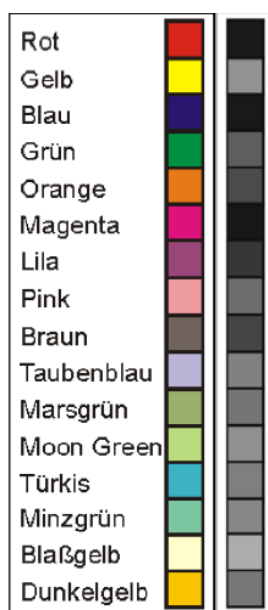 Rot
Gelb
Blau
Grün
Orange
Magenta
Lila
Pink
Braun
Taubenblau
Marsgrün
Moon Green
Türkis
Minzgrün
Blaßgelb
Dunkelgelb